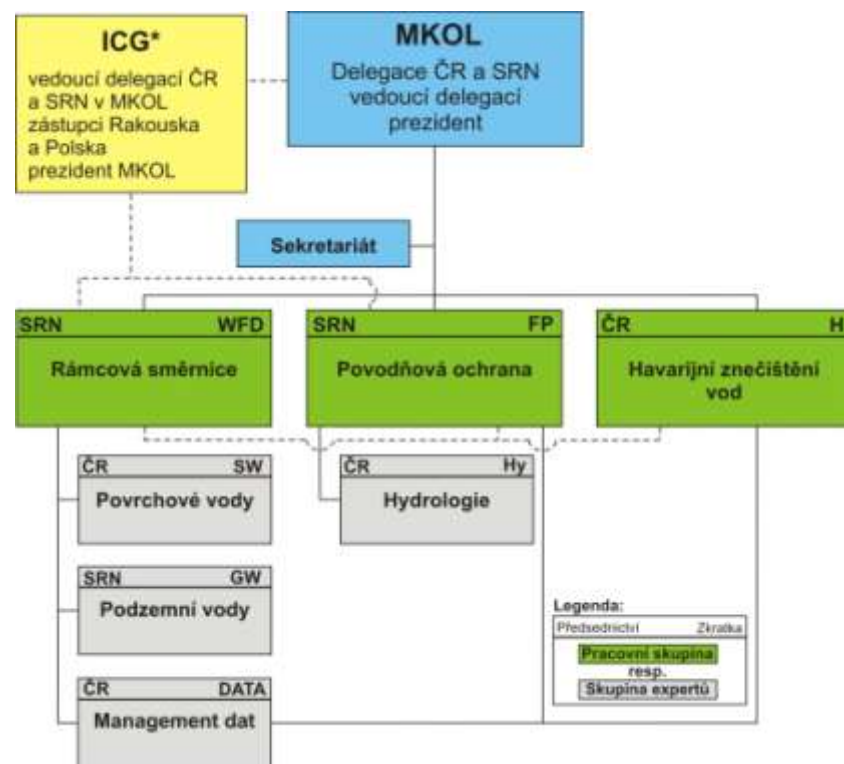 ICG*
vedoucí delegací ČR
a SRN v MKOL
zástupci Rakouska
a Polska
prezident MKOL
MKOL
Delegace ČR a SRN
vedoucí delegací
prezident
Sekretariát
SRN WFD
Rámcová směrnice
SRN FP
Povodňová ochrana
ČR H
Havarijní znečištění
vod
ČR SW
Povrchové vody
ČR Hy
Hydrologie
SRN GW
Podzemní vody
ČR DATA
Management dat
Legenda:
Předsednictví Zkratka
Pracovní skupina
resp.
Skupina expertů